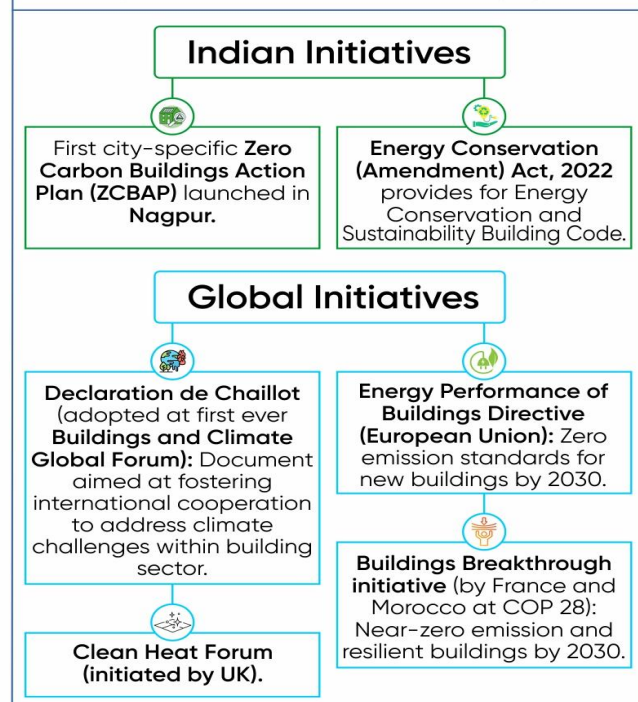 Indian Initiatives
First city-specific Zero
Carbon Buildings Action
Plan (ZCBAP) launched in
Nagpur.
Energy Conservation
(Amendment) Act, 2022
provides for Energy
Conservation and
Sustainability Building Code.
Global Initiatives
Declaration de Chaillot
(adopted at first ever
Buildings and Climate
Global Forum): Document
aimed at fostering
international cooperation
to address climate
challenges within building
sector.
Clean Heat Forum
(initiated by UK).
Energy Performance of
Buildings Directive
(European Union): Zero
emission standards for
new buildings by 2030.
Buildings Breakthrough
initiative (by France and
Morocco at COP 28):
Near-zero emission and
resilient buildings by 2030.